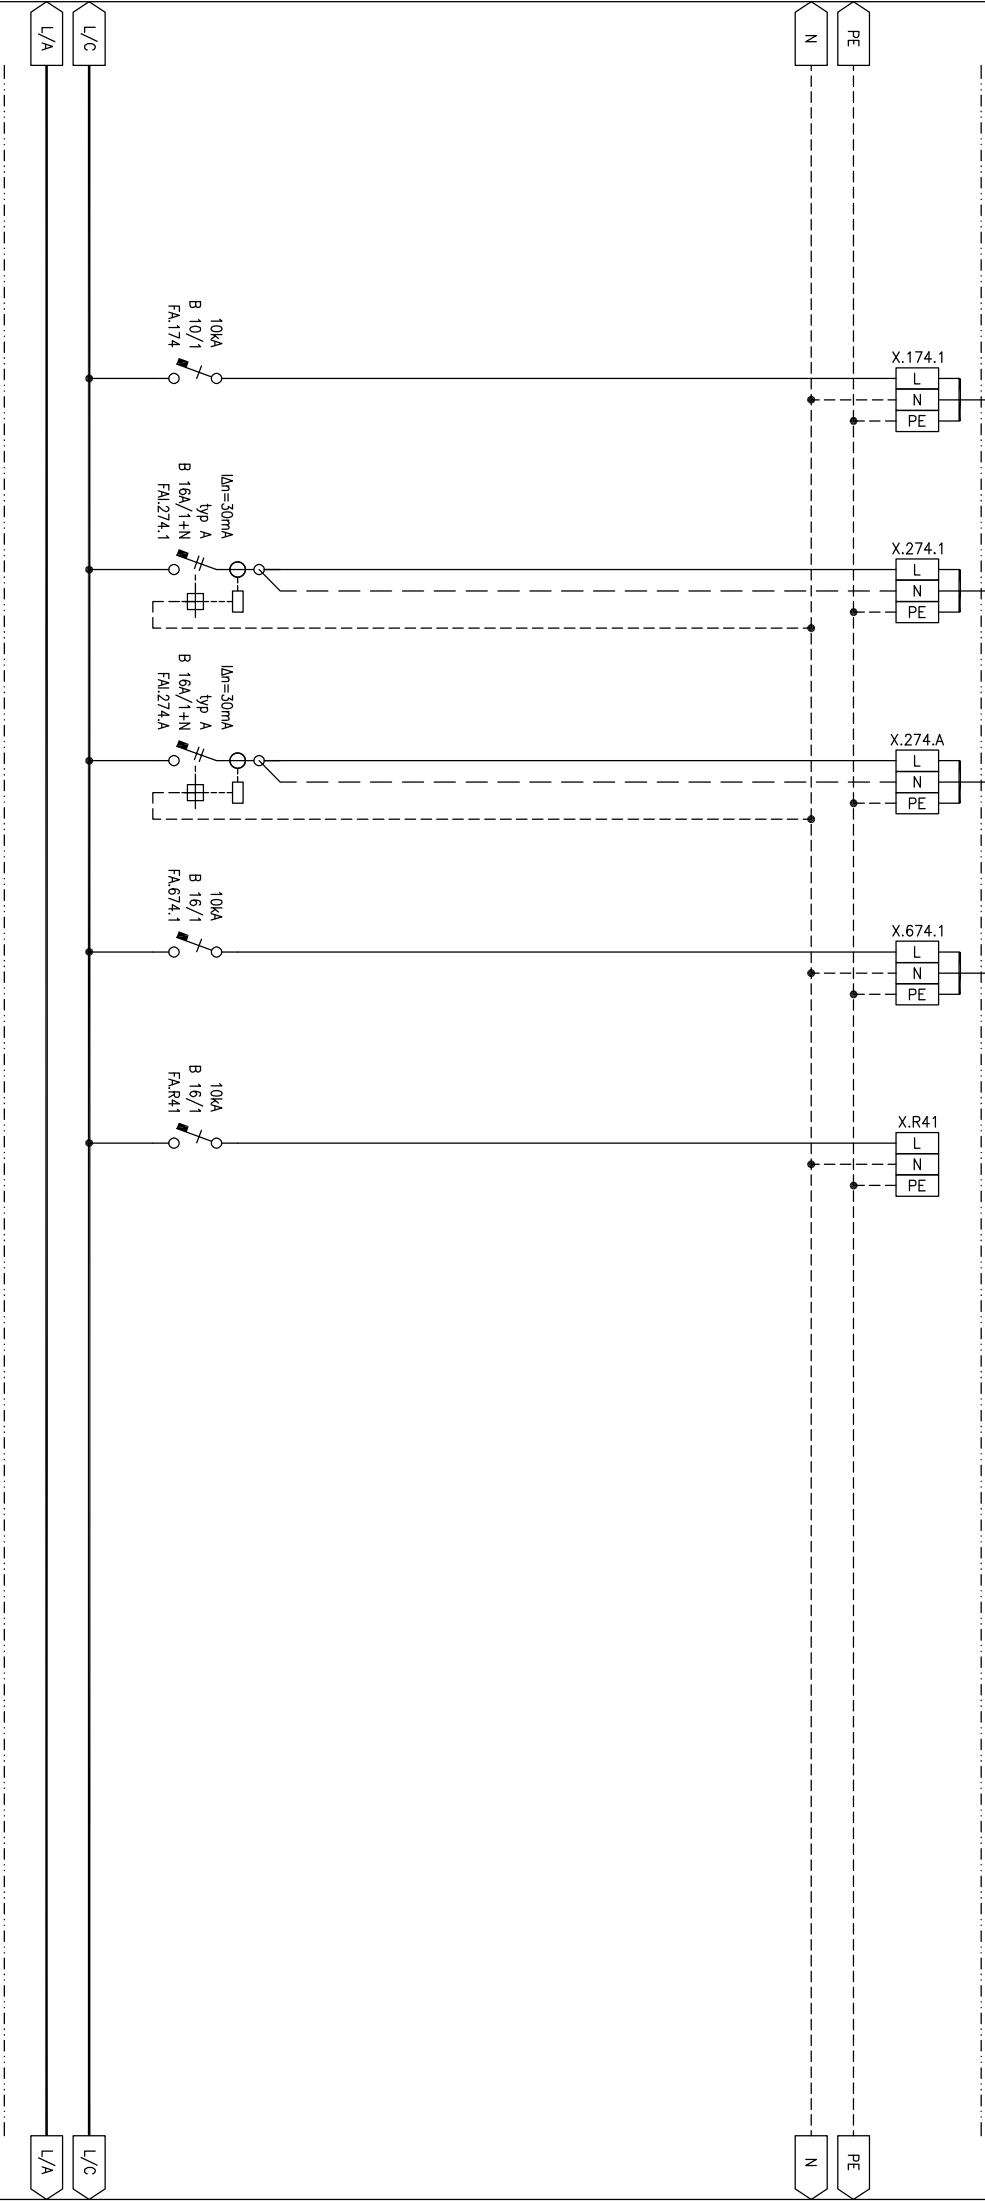 L/A
L/C
N
PE
10kA
B 10/1
FA.174
X.174.1
L
N
PE
IΔn=30mA
typ A
B 16A/1+N
FAI.274.1
X.274.1
L
N
PE
IΔn=30mA
typ A
B 16A/1+N
FAI.274.A
X.274.A
L
N
PE
10kA
B 16/1
FA.674.1
X.674.1
L
N
PE
10kA
B 16/1
FA.R41
X.R41
L
N
PE
L/A
L/C
N
PE